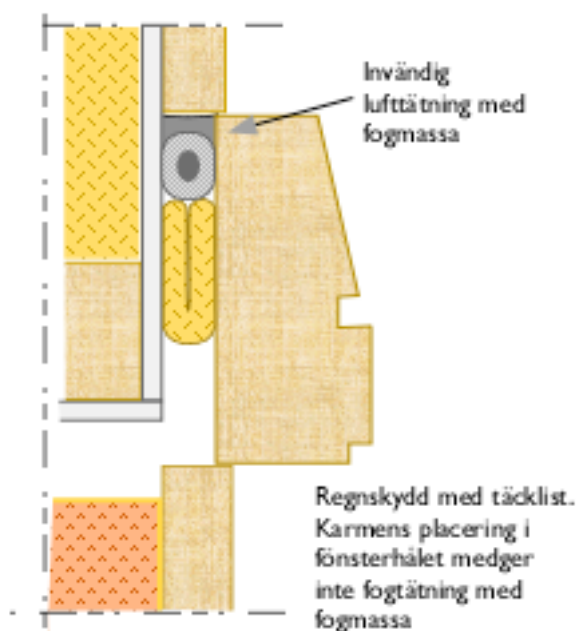 Invändig
lufttätning med
fogmassa
Regnskydd med täcklist.
Karmens placering i
fönsterhålet medger
inte fogtätning med
fogmassa